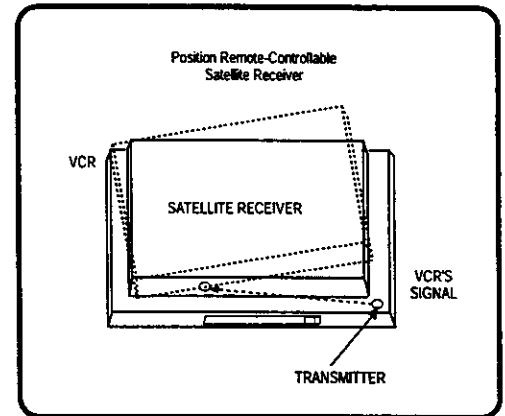 Position Remote-Controllable
Satellite Receiver
VCR
SATELLITE RECEIVER
VCR'S
SIGNAL
TRANSMITTER